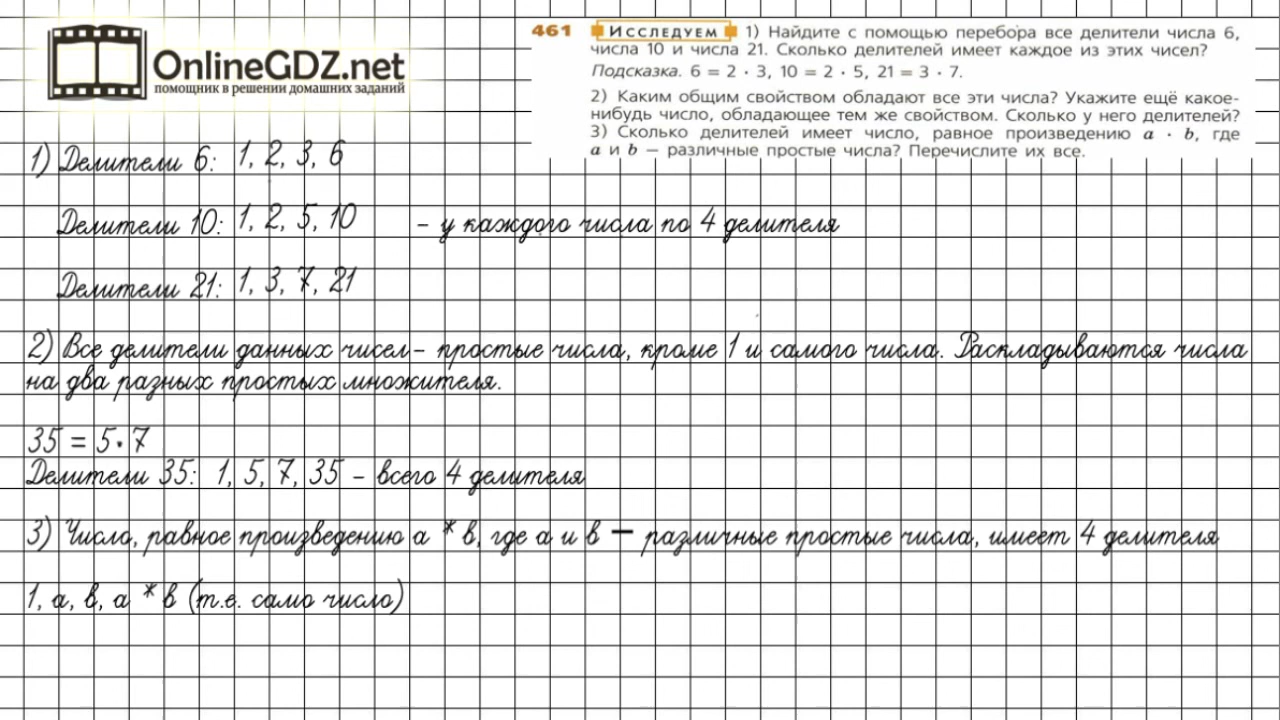 OnlineGDZ.net
помощник в решении домашних заданий
461 Исследуем 1) Найдите с помощью перебора все делители числа 6,
числа 10 и числа 21. Сколько делителей имеет каждое из этих чисел?
Подсказка. 6 = 2 · 3, 10 = 2 · 5, 21 = 3 · 7.
2) Каким общим свойством обладают все эти числа? Укажите ещё какое-
нибудь число, обладающее тем же свойством. Сколько у него делителей?
3) Сколько делителей имеет число, равное произведению a · b, где
a и b — различные простые числа? Перечислите их все.
1) Делители 6: 1, 2, 3, 6
Делители 10: 1, 2, 5, 10 - у каждого числа по 4 делителя
Делители 21: 1, 3, 7, 21
2) Все делители данных чисел- простые числа, кроме 1 и самого числа. Раскладываются числа
на два разных простых множителя.
35 = 5·7
Делители 35: 1, 5, 7, 35 - всего 4 делителя
3) Число, равное произведению а * в, где а и в — различные простые числа, имеет 4 делителя
1, а, в, а * в (т.е. само число)